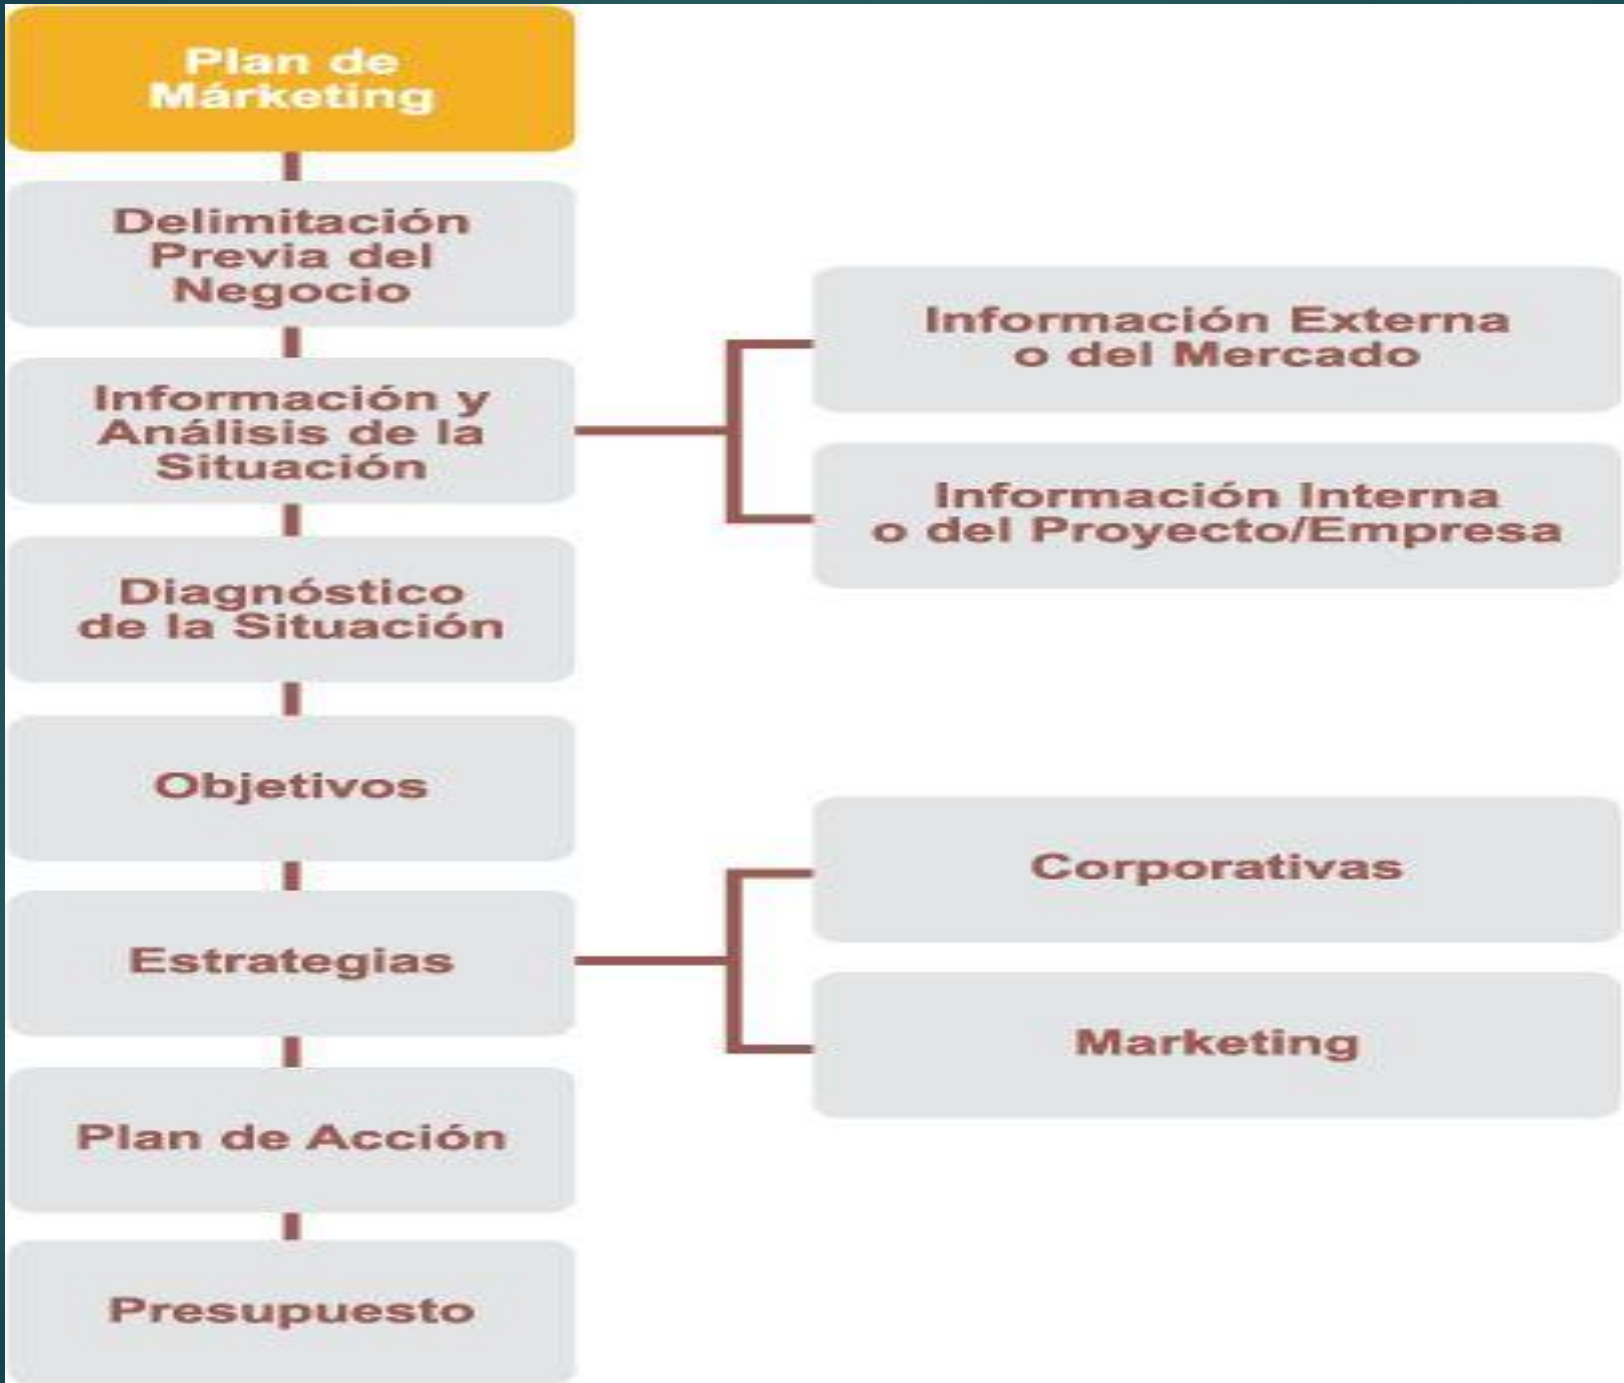 Plan de
Márketing
Delimitación
Previa del
Negocio
Información y
Análisis de la
Situación
Información Externa
o del Mercado
Información Interna
o del Proyecto/Empresa
Diagnóstico
de la Situación
Objetivos
Estrategias
Corporativas
Marketing
Plan de Acción
Presupuesto